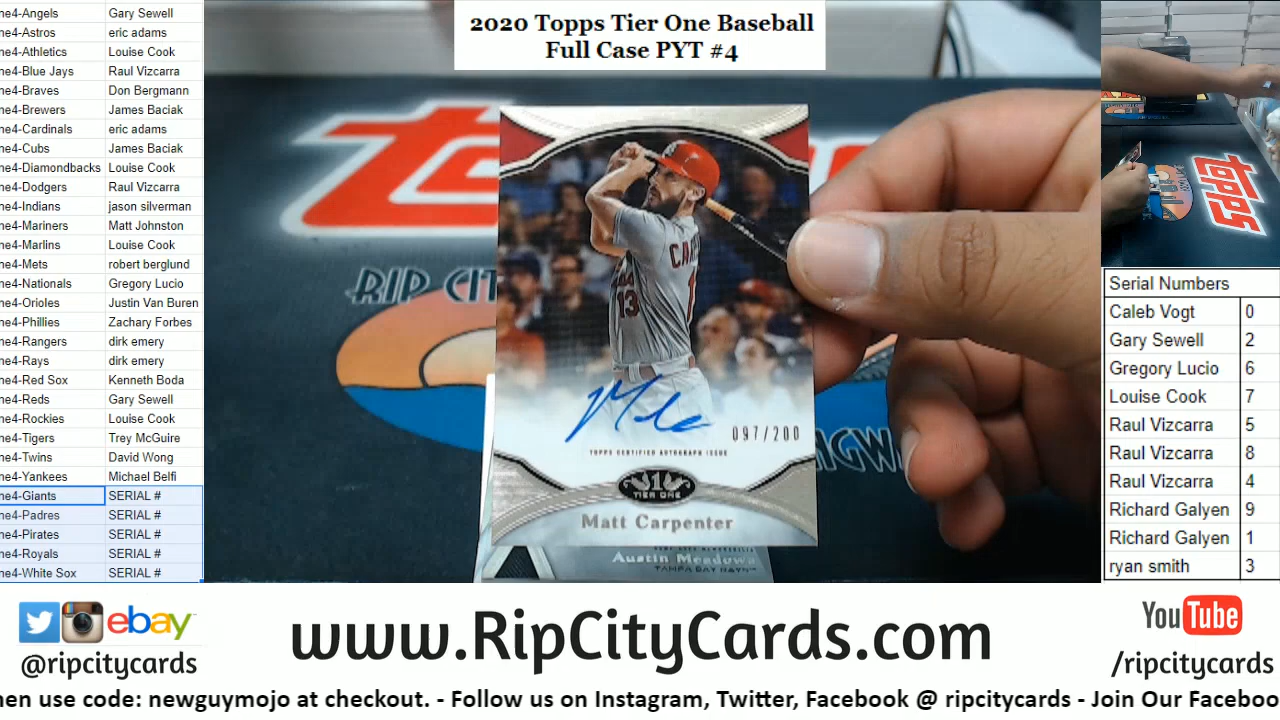 2020 Topps Tier One Baseball
Full Case PYT #4
ne4-Angels Gary Sewell
ne4-Astros eric adams
ne4-Athletics Louise Cook
ne4-Blue Jays Raul Vizcarra
ne4-Braves Don Bergmann
ne4-Brewers James Baciak
ne4-Cardinals eric adams
ne4-Cubs James Baciak
ne4-Diamondbacks Louise Cook
ne4-Dodgers Raul Vizcarra
ne4-Indians jason silverman
ne4-Mariners Matt Johnston
ne4-Marlins Louise Cook
ne4-Mets robert berglund
ne4-Nationals Gregory Lucio
ne4-Orioles Justin Van Buren
ne4-Phillies Zachary Forbes
ne4-Rangers dirk emery
ne4-Rays dirk emery
ne4-Red Sox Kenneth Boda
ne4-Reds Gary Sewell
ne4-Rockies Louise Cook
ne4-Tigers Trey McGuire
ne4-Twins David Wong
ne4-Yankees Michael Belfi
ne4-Giants SERIAL #
ne4-Padres SERIAL #
ne4-Pirates SERIAL #
ne4-Royals SERIAL #
ne4-White Sox SERIAL #
RIP CIT
13
097/200
TOPPS CERTIFIED AUTOGRAPH ISSUE
1
TIER ONE
Matt Carpenter
Austin Meadows
TAMPA BAY RAYS™
topps
Serial Numbers
Caleb Vogt 0
Gary Sewell 2
Gregory Lucio 6
Louise Cook 7
Raul Vizcarra 5
Raul Vizcarra 8
Raul Vizcarra 4
Richard Galyen 9
Richard Galyen 1
ryan smith 3
ebay
@ripcitycards
www.RipCityCards.com
YouTube
/ripcitycards
hen use code: newguymojo at checkout. - Follow us on Instagram, Twitter, Facebook @ ripcitycards - Join Our Faceboo